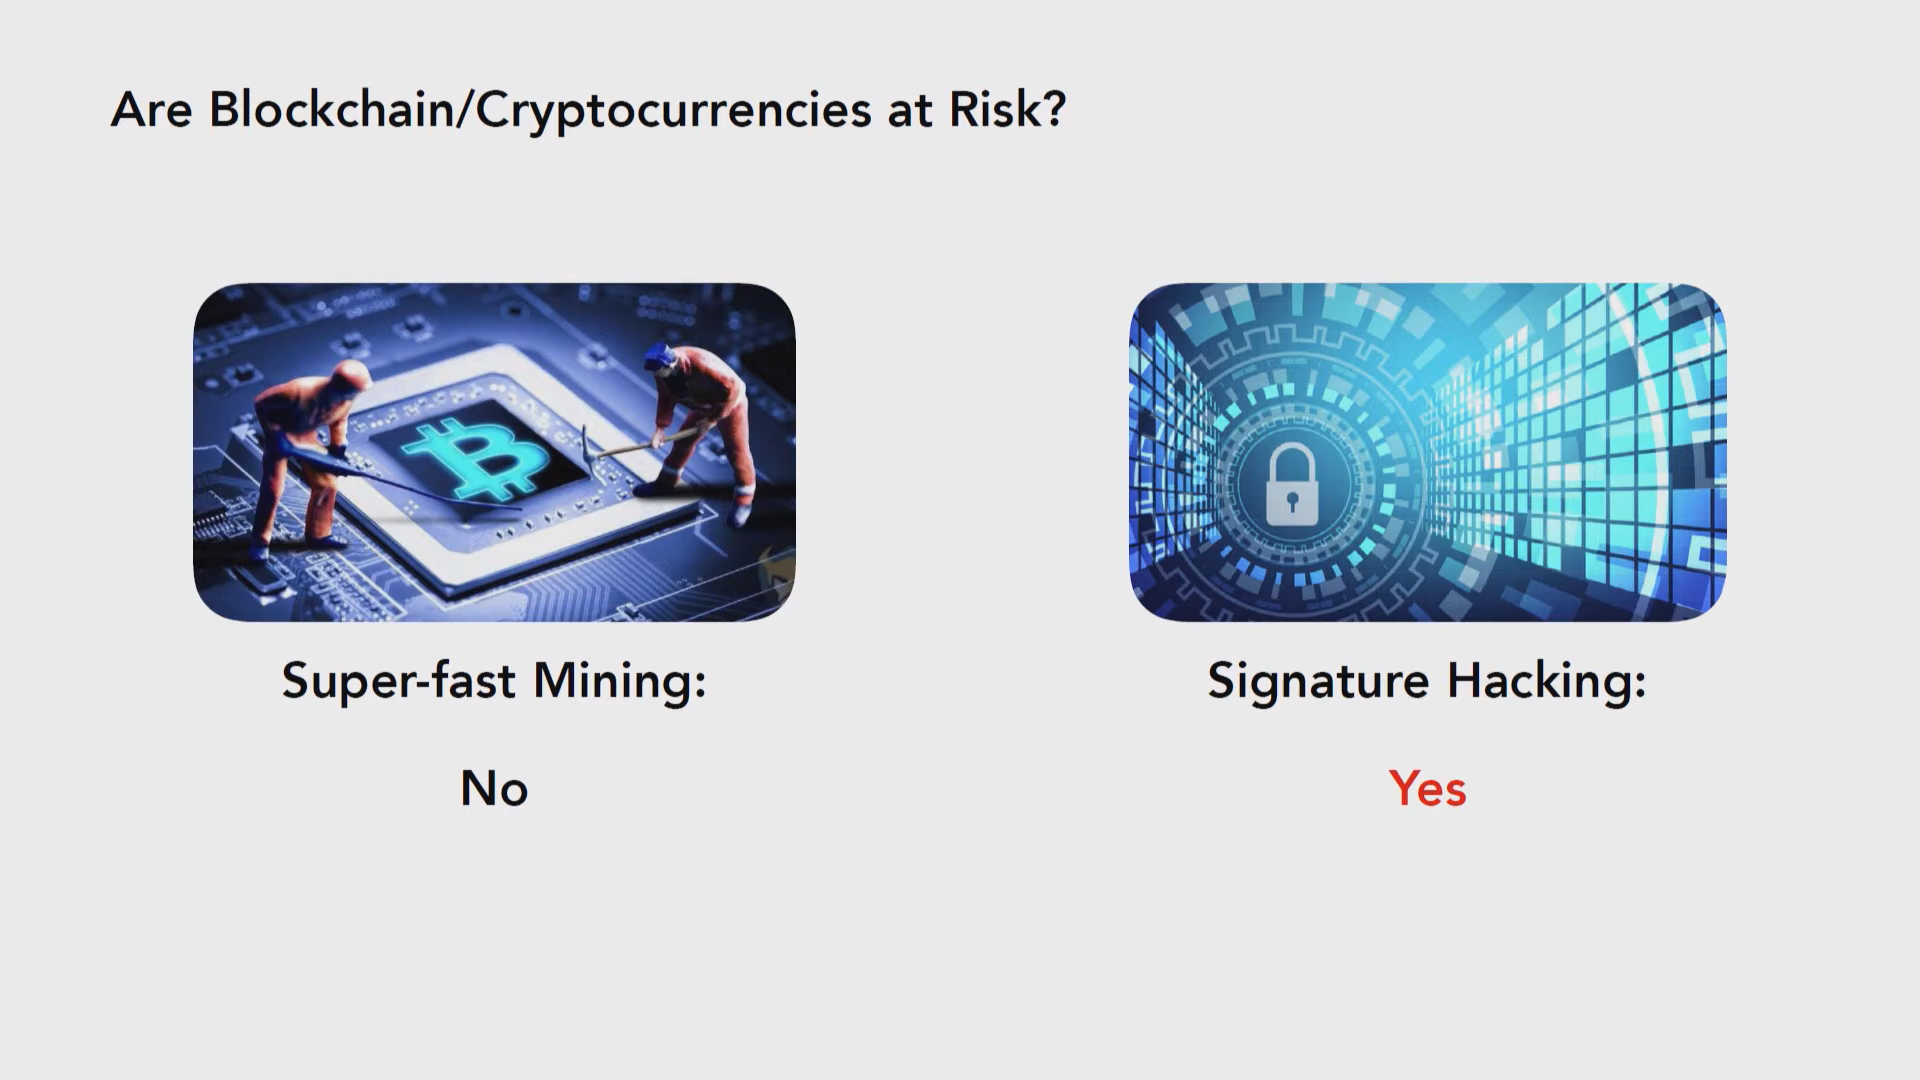 Are Blockchain/Cryptocurrencies at Risk?
Super-fast Mining:
No
Signature Hacking:
Yes